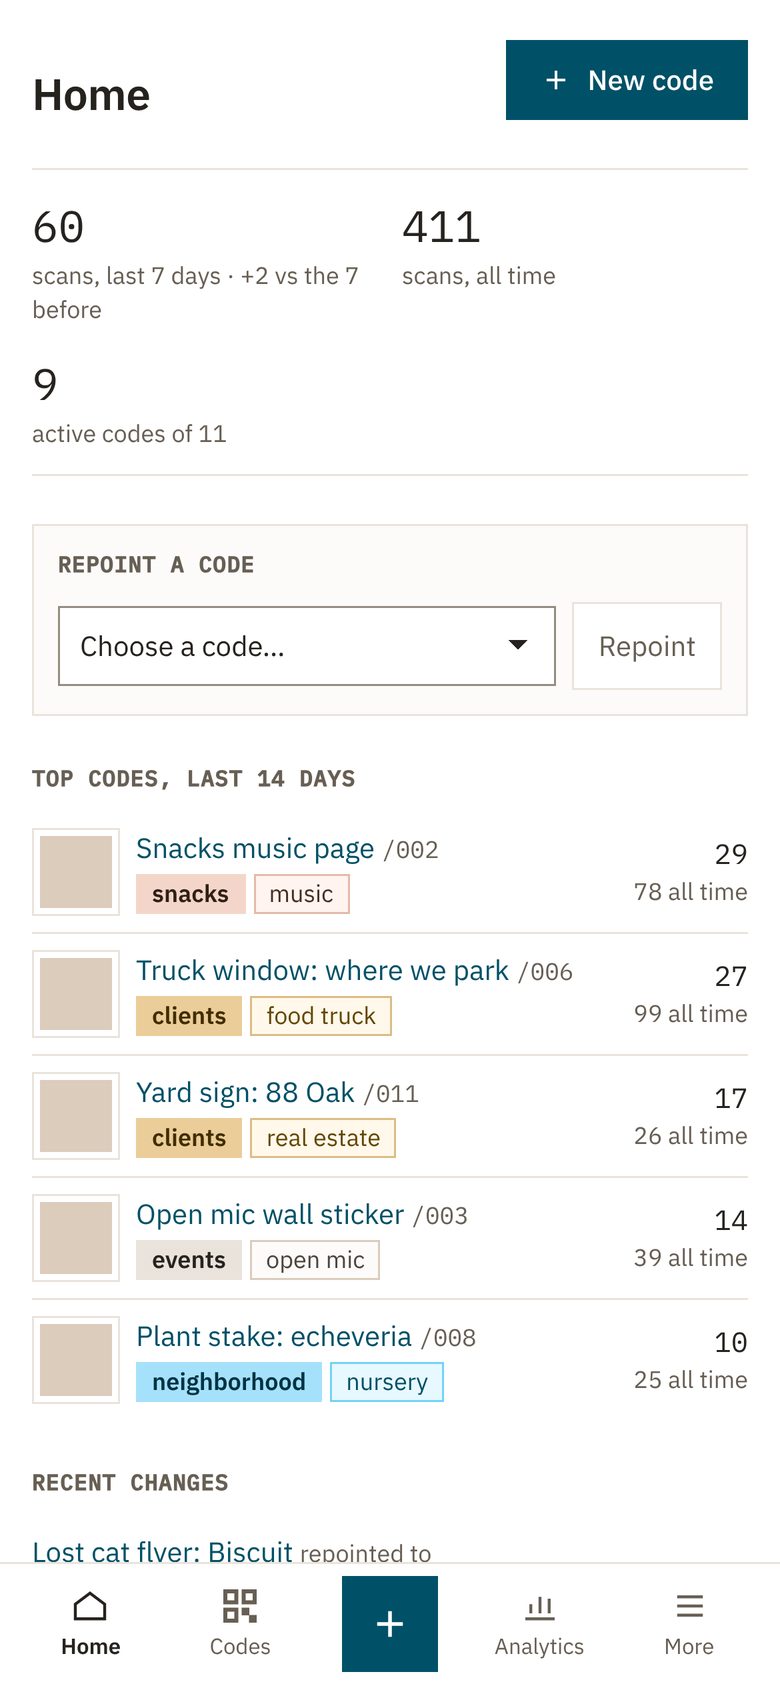 Home
+ New code
60
scans, last 7 days · +2 vs the 7
before
411
scans, all time
9
active codes of 11
REPOINT A CODE
Choose a code...
Repoint
TOP CODES, LAST 14 DAYS
Snacks music page /002
29
snacks
music
78 all time
Truck window: where we park /006
27
clients
food truck
99 all time
Yard sign: 88 Oak /011
17
clients
real estate
26 all time
Open mic wall sticker /003
14
events
open mic
39 all time
Plant stake: echeveria /008
10
neighborhood
nursery
25 all time
RECENT CHANGES
Lost cat flyer: Biscuit repointed to
Home
Codes
+
Analytics
More